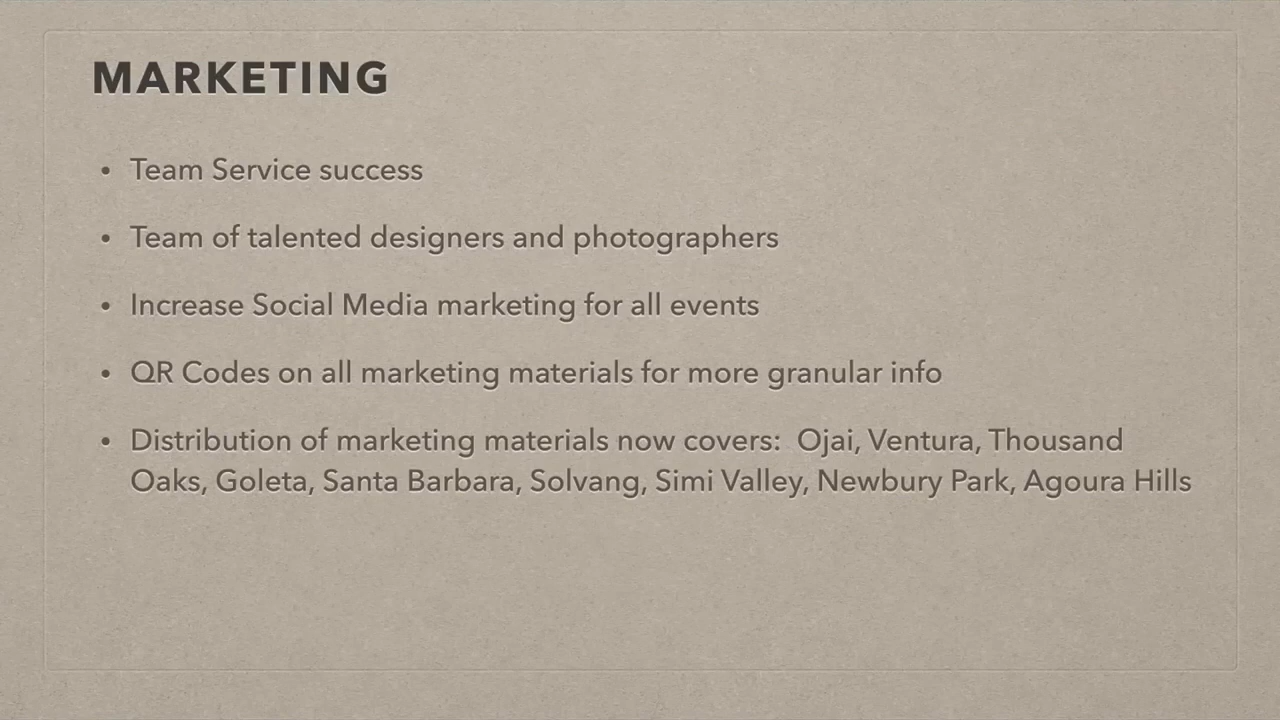 MARKETING
• Team Service success
• Team of talented designers and photographers
• Increase Social Media marketing for all events
• QR Codes on all marketing materials for more granular info
• Distribution of marketing materials now covers:  Ojai, Ventura, Thousand
Oaks, Goleta, Santa Barbara, Solvang, Simi Valley, Newbury Park, Agoura Hills